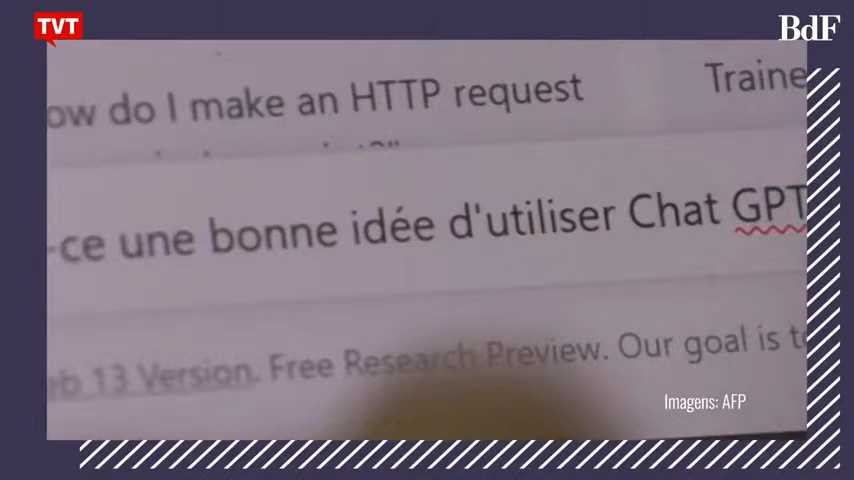 TVT
BdF
ow do I make an HTTP request
Traine
-ce une bonne idée d'utiliser Chat GPT
b 13 Version. Free Research Preview. Our goal is t
Imagens: AFP